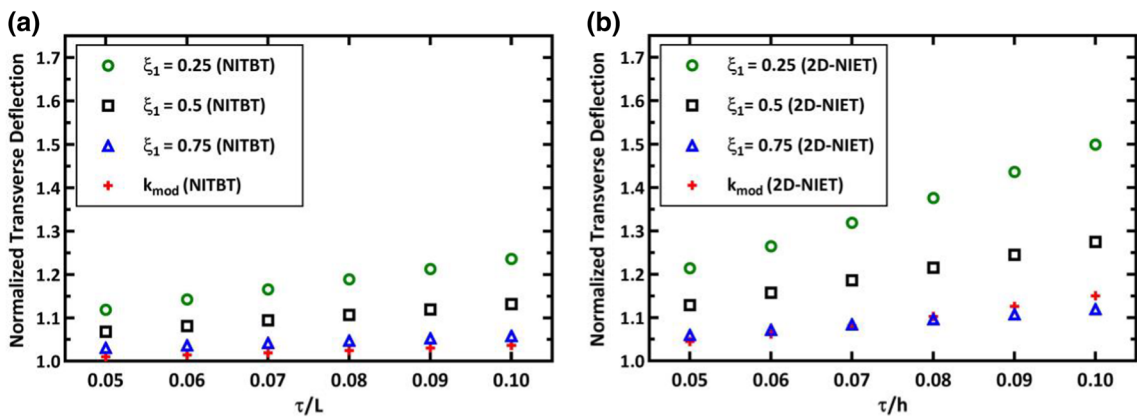 (a)
Normalized Transverse Deflection
1.7
1.6
1.5
1.4
1.3
1.2
1.1
1.0
ξ₁ = 0.25 (NITBT)
ξ₁ = 0.5 (NITBT)
ξ₁ = 0.75 (NITBT)
k_mod (NITBT)
0.05 0.06 0.07 0.08 0.09 0.10
τ/L
(b)
Normalized Transverse Deflection
1.7
1.6
1.5
1.4
1.3
1.2
1.1
1.0
ξ₁ = 0.25 (2D-NIET)
ξ₁ = 0.5 (2D-NIET)
ξ₁= 0.75 (2D-NIET)
k_mod (2D-NIET)
0.05 0.06 0.07 0.08 0.09 0.10
τ/h